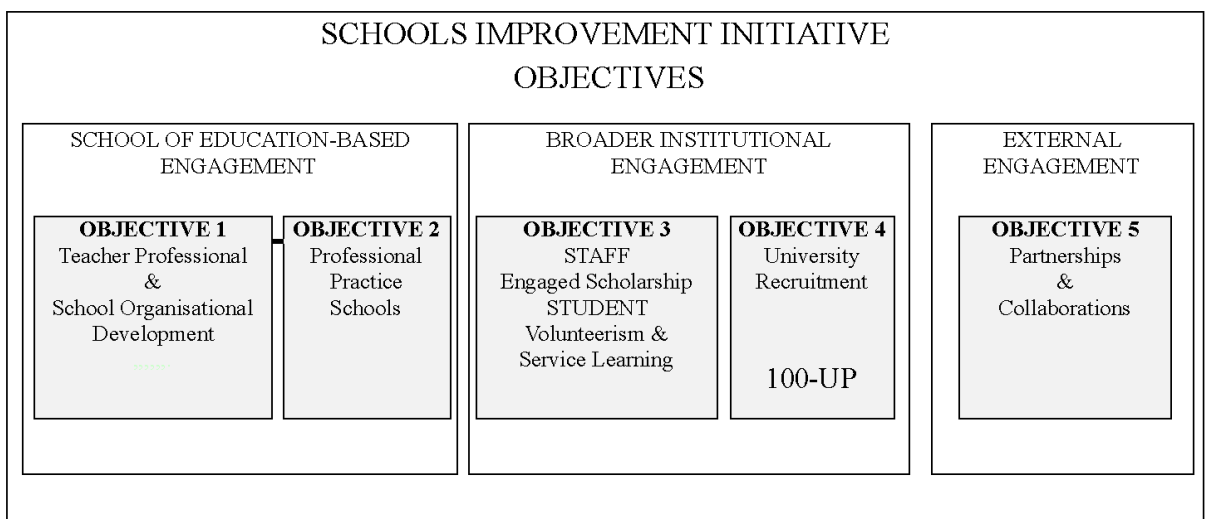 SCHOOLS IMPROVEMENT INITIATIVE
OBJECTIVES
SCHOOL OF EDUCATION-BASED
ENGAGEMENT
OBJECTIVE 1
Teacher Professional
&
School Organisational
Development
OBJECTIVE 2
Professional
Practice
Schools
BROADER INSTITUTIONAL
ENGAGEMENT
OBJECTIVE 3
STAFF
Engaged Scholarship
STUDENT
Volunteerism &
Service Learning
OBJECTIVE 4
University
Recruitment
100-UP
EXTERNAL
ENGAGEMENT
OBJECTIVE 5
Partnerships
&
Collaborations